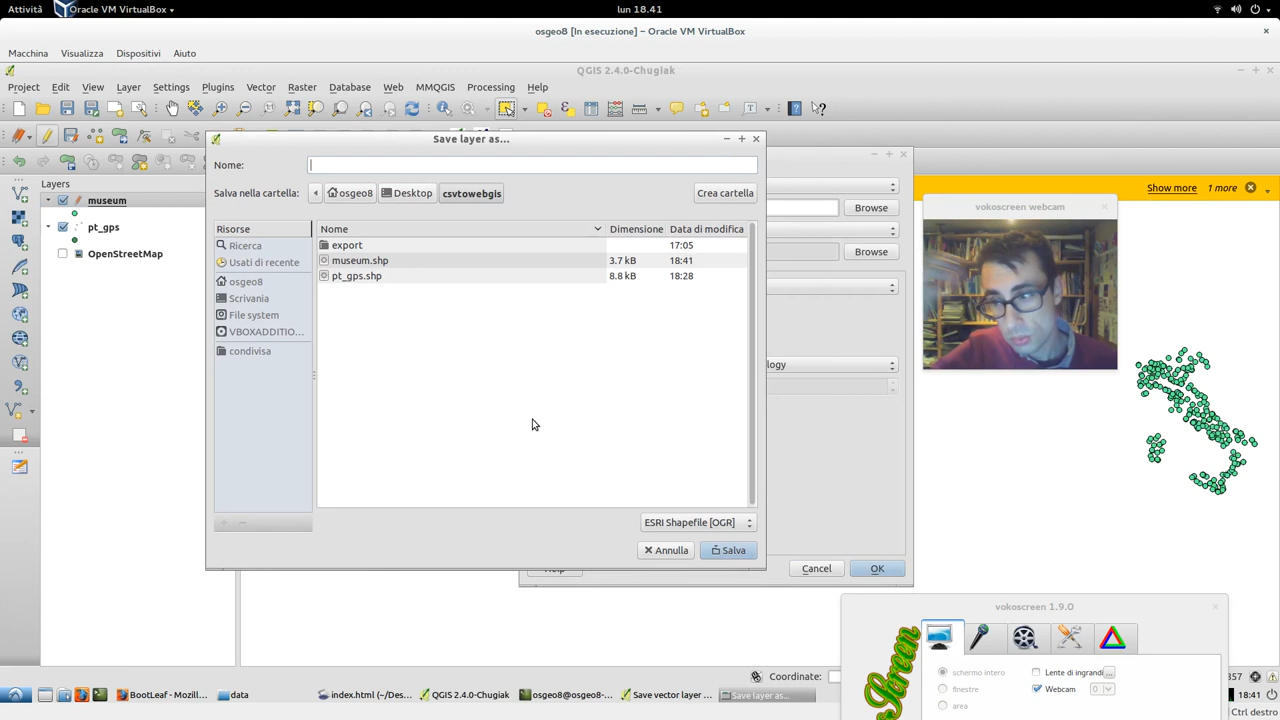 Attività Oracle VM VirtualBox lun 18.41
osgeo8 [In esecuzione] – Oracle VM VirtualBox
Macchina Visualizza Dispositivi Aiuto
QGIS 2.4.0-Chugiak
Project Edit View Layer Settings Plugins Vector Raster Database Web MMQGIS Processing Help
Save layer as...
Nome:
Salva nella cartella: osgeo8 Desktop csvtowebgis Crea cartella
Risorse
Ricerca
Usati di recente
osgeo8
Scrivania
File system
VBOXADDITIO...
condivisa
Nome Dimensione Data di modifica
export 17:05
museum.shp 3.7 kB 18:41
pt_gps.shp 8.8 kB 18:28
ESRI Shapefile [OGR]
Annulla Salva
Layers
museum
pt_gps
OpenStreetMap
Browse
Browse
ology
Help Cancel OK
Show more 1 more
vokoscreen webcam
vokoscreen 1.9.0
Screen
schermo intero
finestre
area
Lente di ingrandi ...
Webcam 0
Coordinate: 357
BootLeaf - Mozil... data index.html (~/Des... QGIS 2.4.0-Chugiak osgeo8@osgeo8-... Save vector layer ... Save layer as... 18:41
Ctrl destro